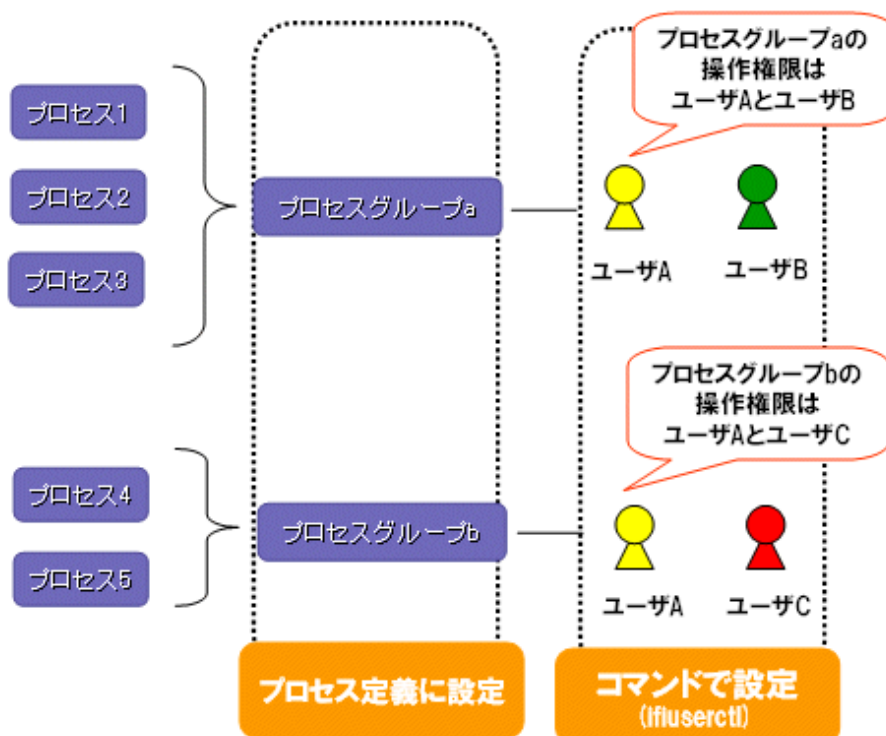 プロセスグループaの
操作権限は
ユーザAとユーザB
プロセス1
プロセス2
プロセス3
プロセスグループa
ユーザA
ユーザB
プロセスグループbの
操作権限は
ユーザAとユーザC
プロセス4
プロセス5
プロセスグループb
ユーザA
ユーザC
プロセス定義に設定
コマンドで設定
(ifluserctl)